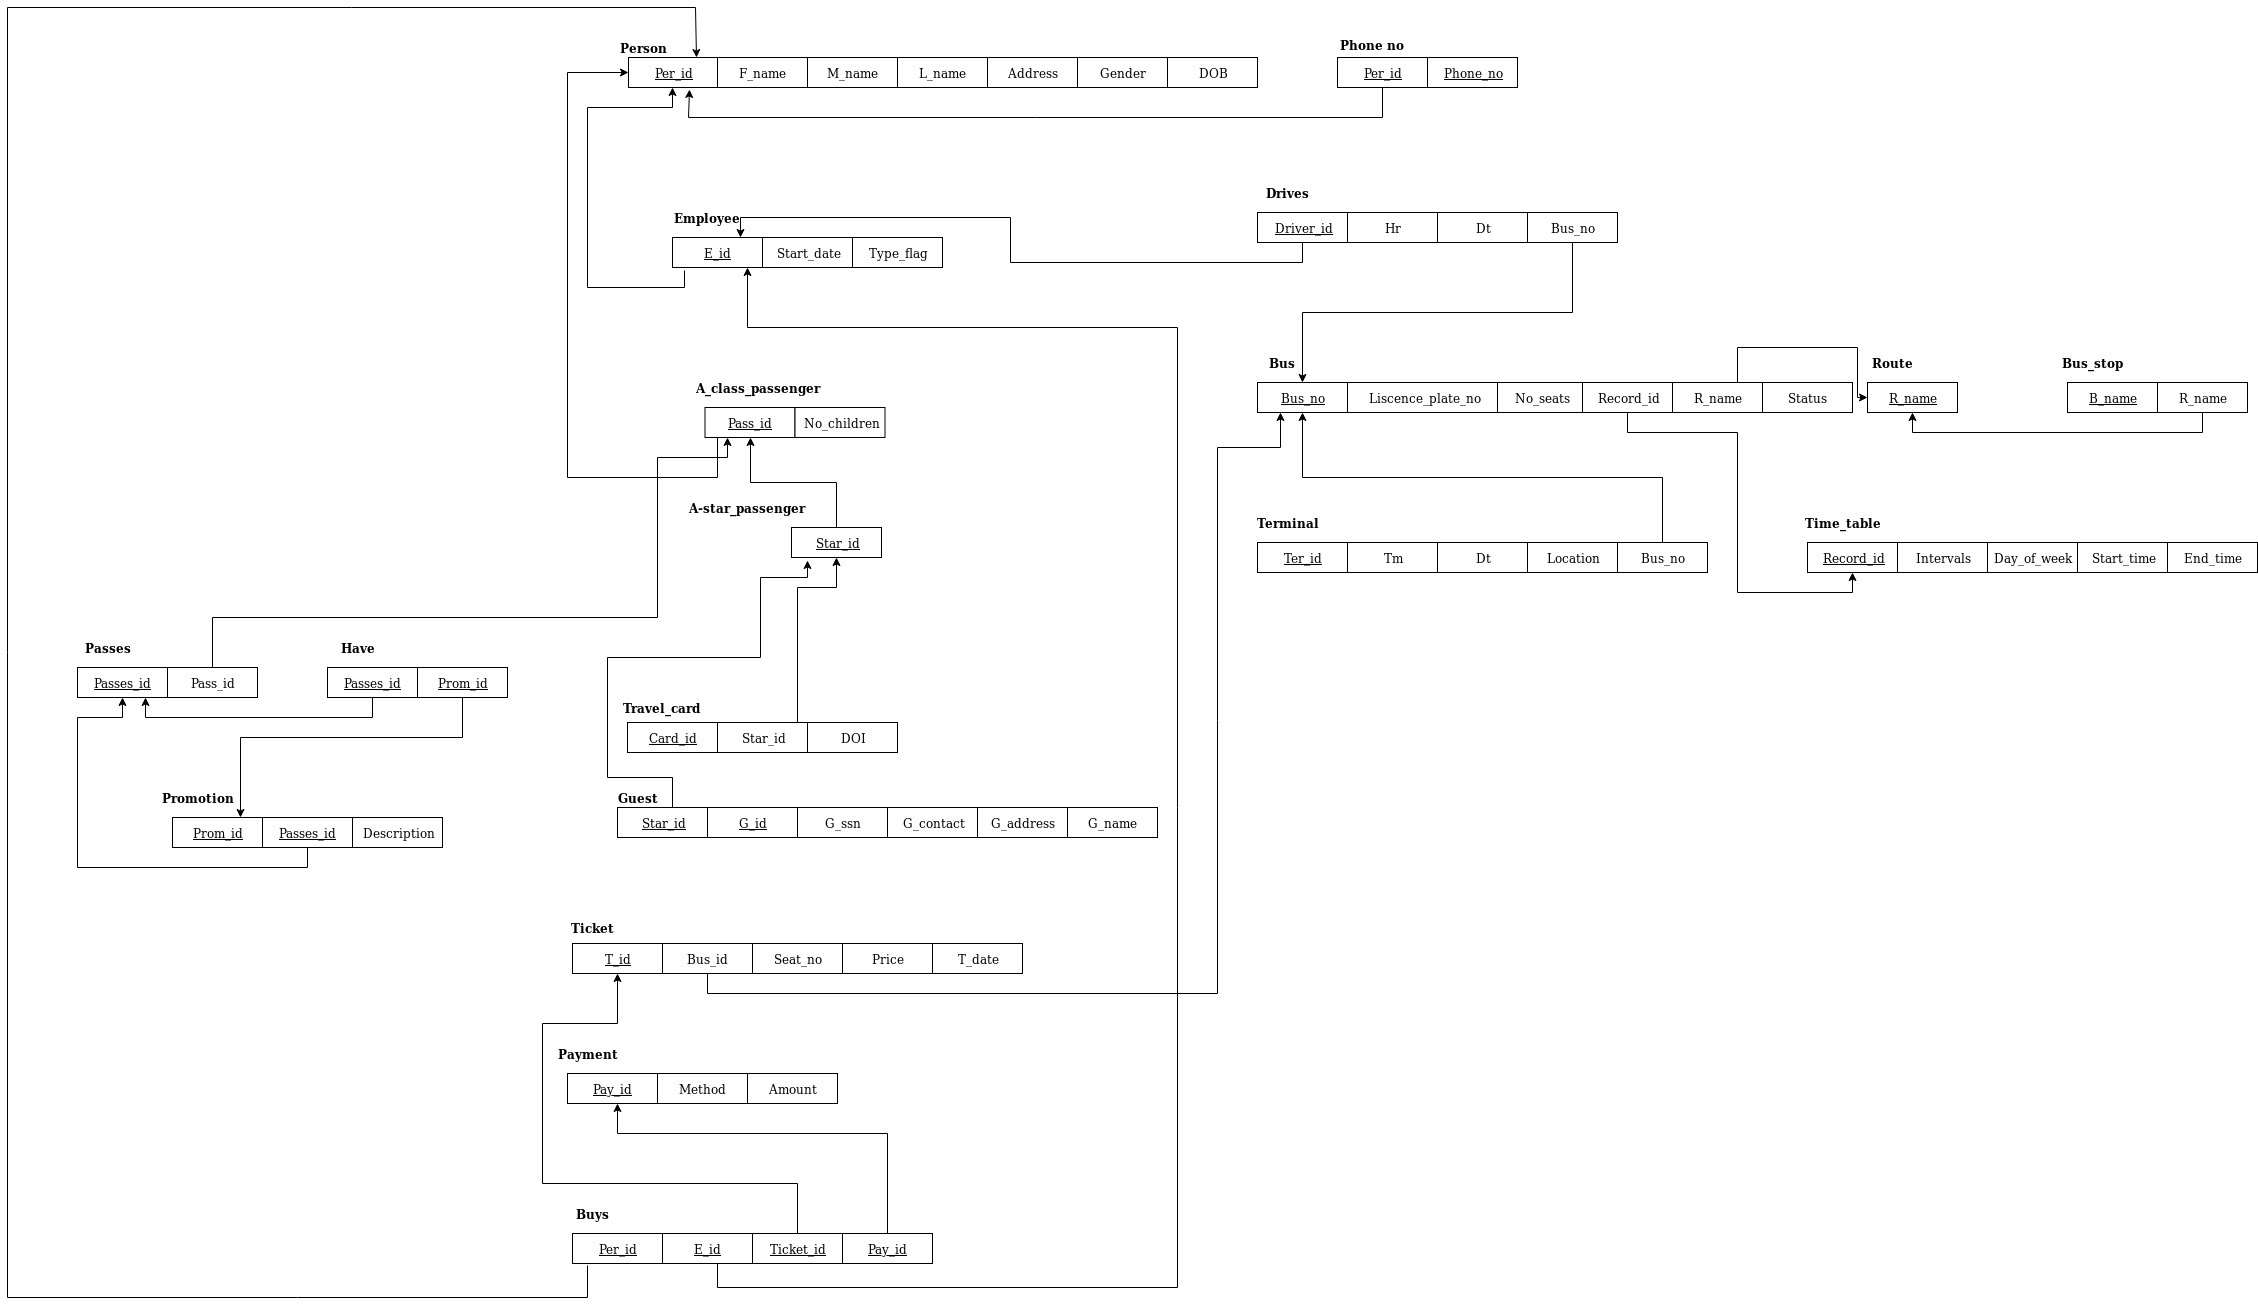 Person
Per_id F_name M_name L_name Address Gender DOB
Phone no
Per_id Phone_no
Drives
Driver_id Hr Dt Bus_no
Employee
E_id Start_date Type_flag
Bus
Bus_no Liscence_plate_no No_seats Record_id R_name Status
Route
R_name
Bus_stop
B_name R_name
A_class_passenger
Pass_id No_children
A-star_passenger
Star_id
Terminal
Ter_id Tm Dt Location Bus_no
Time_table
Record_id Intervals Day_of_week Start_time End_time
Passes
Passes_id Pass_id
Have
Passes_id Prom_id
Travel_card
Card_id Star_id DOI
Promotion
Prom_id Passes_id Description
Guest
Star_id G_id G_ssn G_contact G_address G_name
Ticket
T_id Bus_id Seat_no Price T_date
Payment
Pay_id Method Amount
Buys
Per_id E_id Ticket_id Pay_id